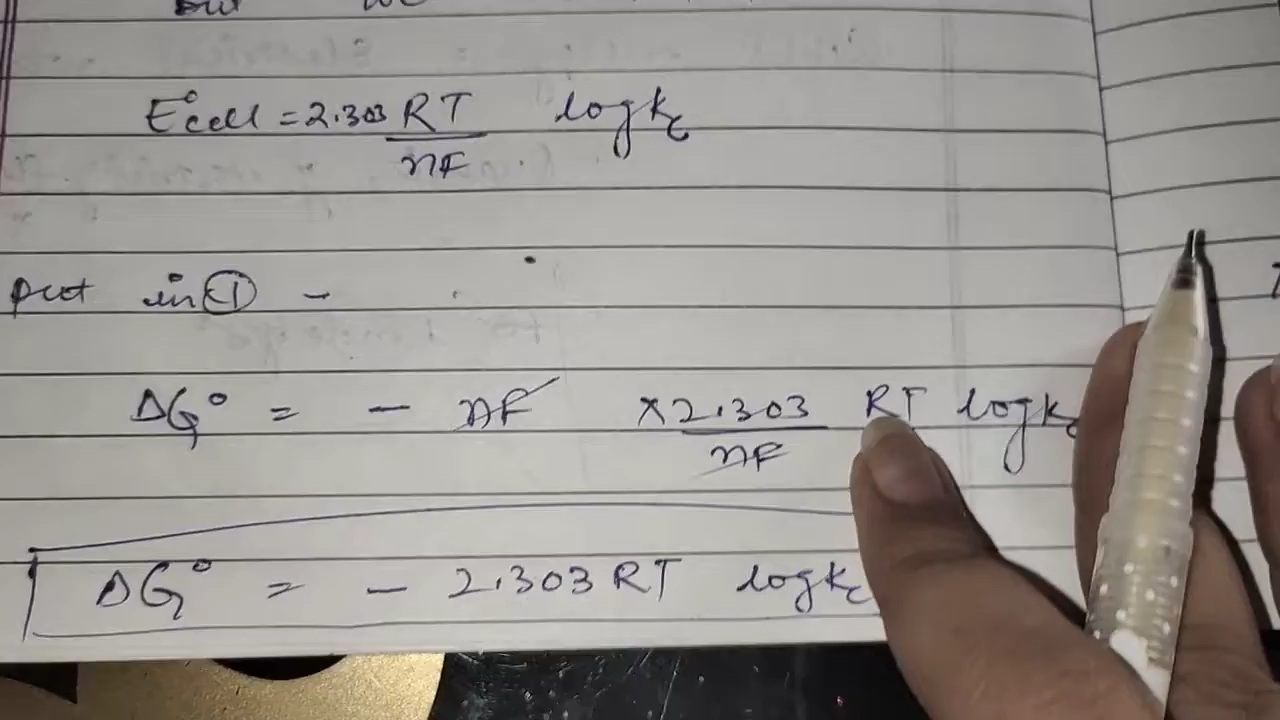 E°cell = 2.303 RT/nF log Kc
put in ① -
ΔG° = - nF × 2.303/nF RT log Kc
ΔG° = - 2.303 RT log Kc